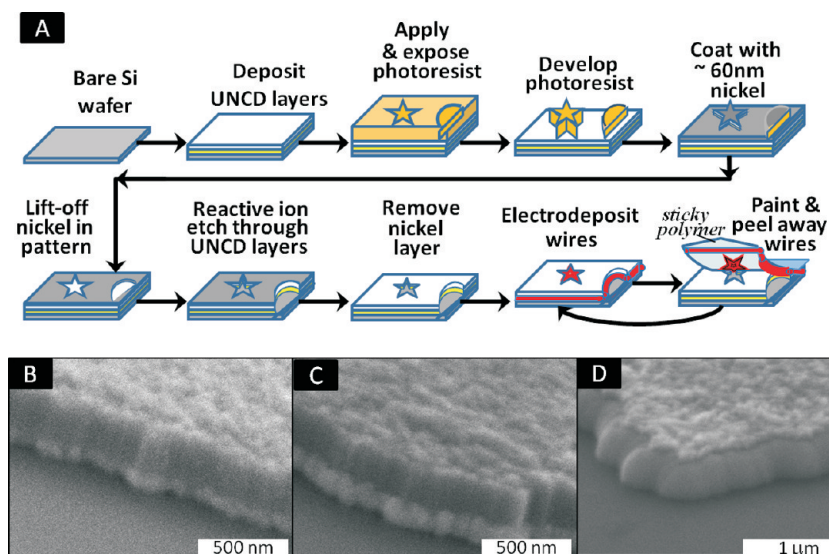 A
Bare Si
wafer
Deposit
UNCD layers
Apply
& expose
photoresist
Develop
photoresist
Coat with
~ 60nm
nickel
Lift-off
nickel in
pattern
Reactive ion
etch through
UNCD layers
Remove
nickel
layer
Electrodeposit
wires
sticky
polymer
Paint &
peel away
wires
B
500 nm
C
500 nm
D
1 µm